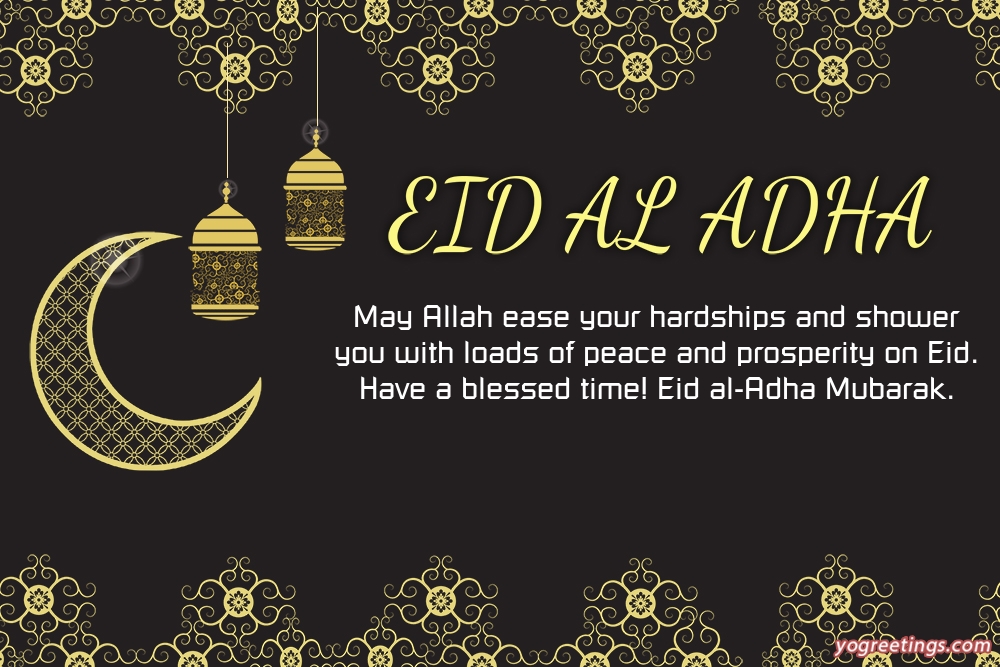 EID AL ADHA
May Allah ease your hardships and shower
you with loads of peace and prosperity on Eid.
Have a blessed time! Eid al-Adha Mubarak.
yogreetings.com